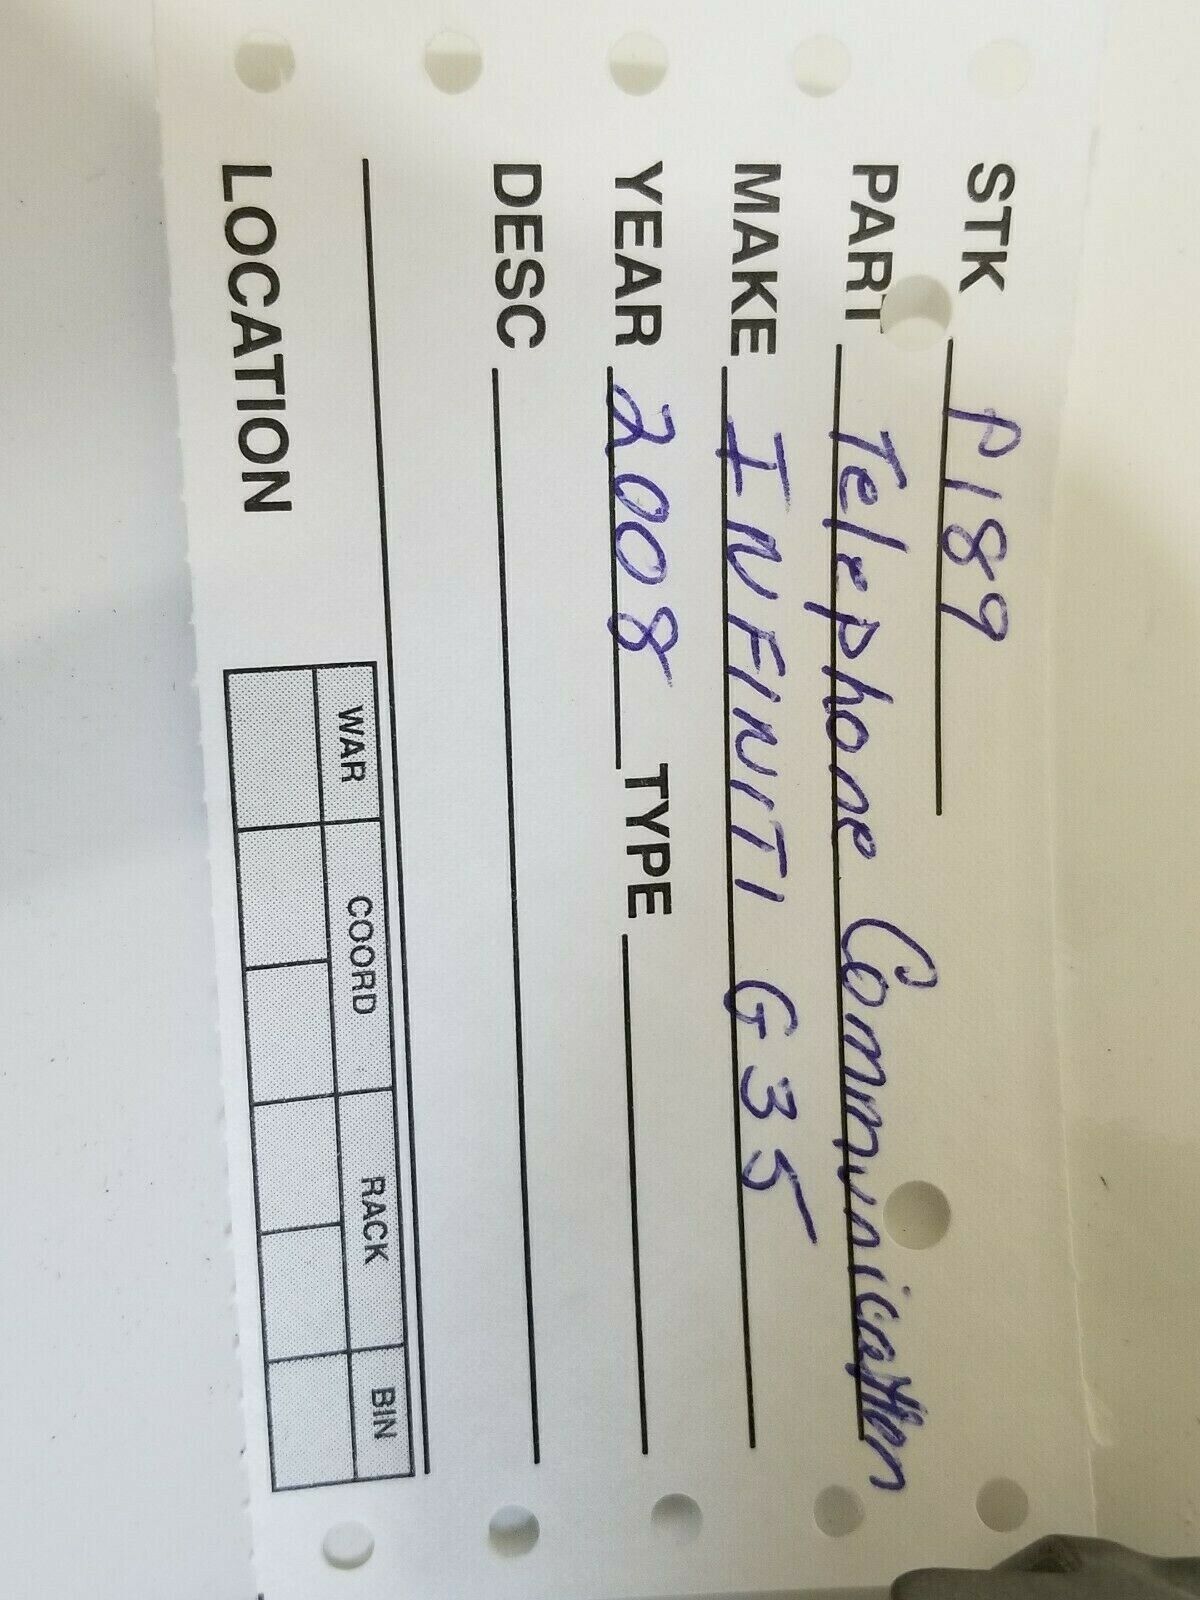 STK P189
PART Telephone Communication
MAKE INFINITI G35
YEAR 2008 TYPE
DESC
LOCATION
WAR COORD RACK BIN